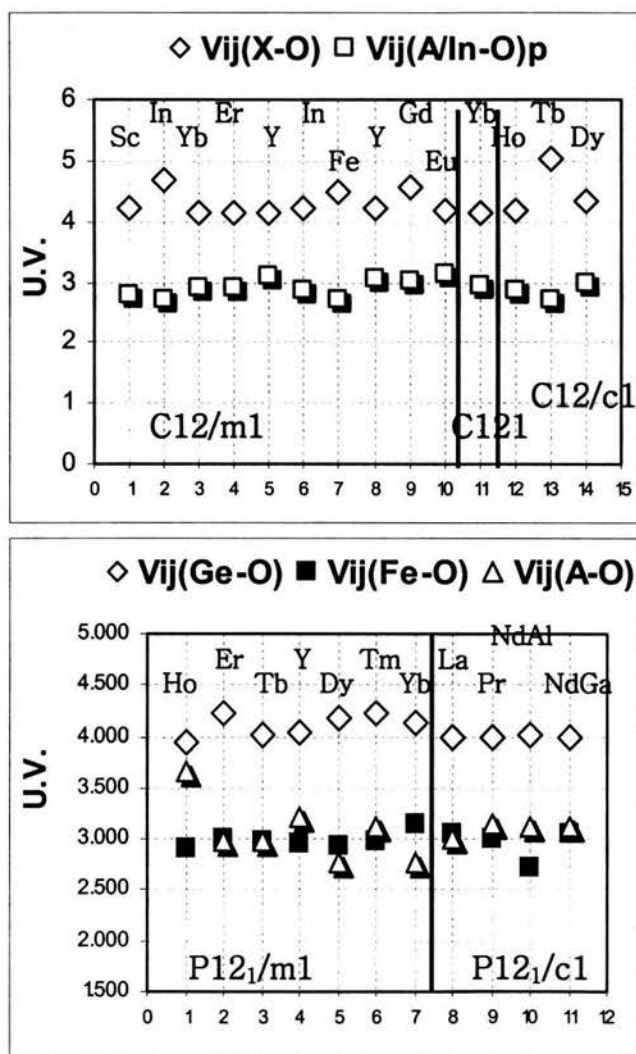 ◇ Vij(X-O) □ Vij(A/In-O)p
6
5
4
3
2
1
0
U.V.
Sc In Yb Er Y In Fe Y Gd Eu Yb Ho Tb Dy
C12/m1 C121 C12/c1
0 1 2 3 4 5 6 7 8 9 10 11 12 13 14 15
◇ Vij(Ge-O) ■ Vij(Fe-O) △ Vij(A-O)
5.000
4.500
4.000
3.500
3.000
2.500
2.000
1.500
U.V.
Ho Er Tb Y Dy Tm Yb La Pr NdAl NdGa
P12₁/m1 P12₁/c1
0 1 2 3 4 5 6 7 8 9 10 11 12